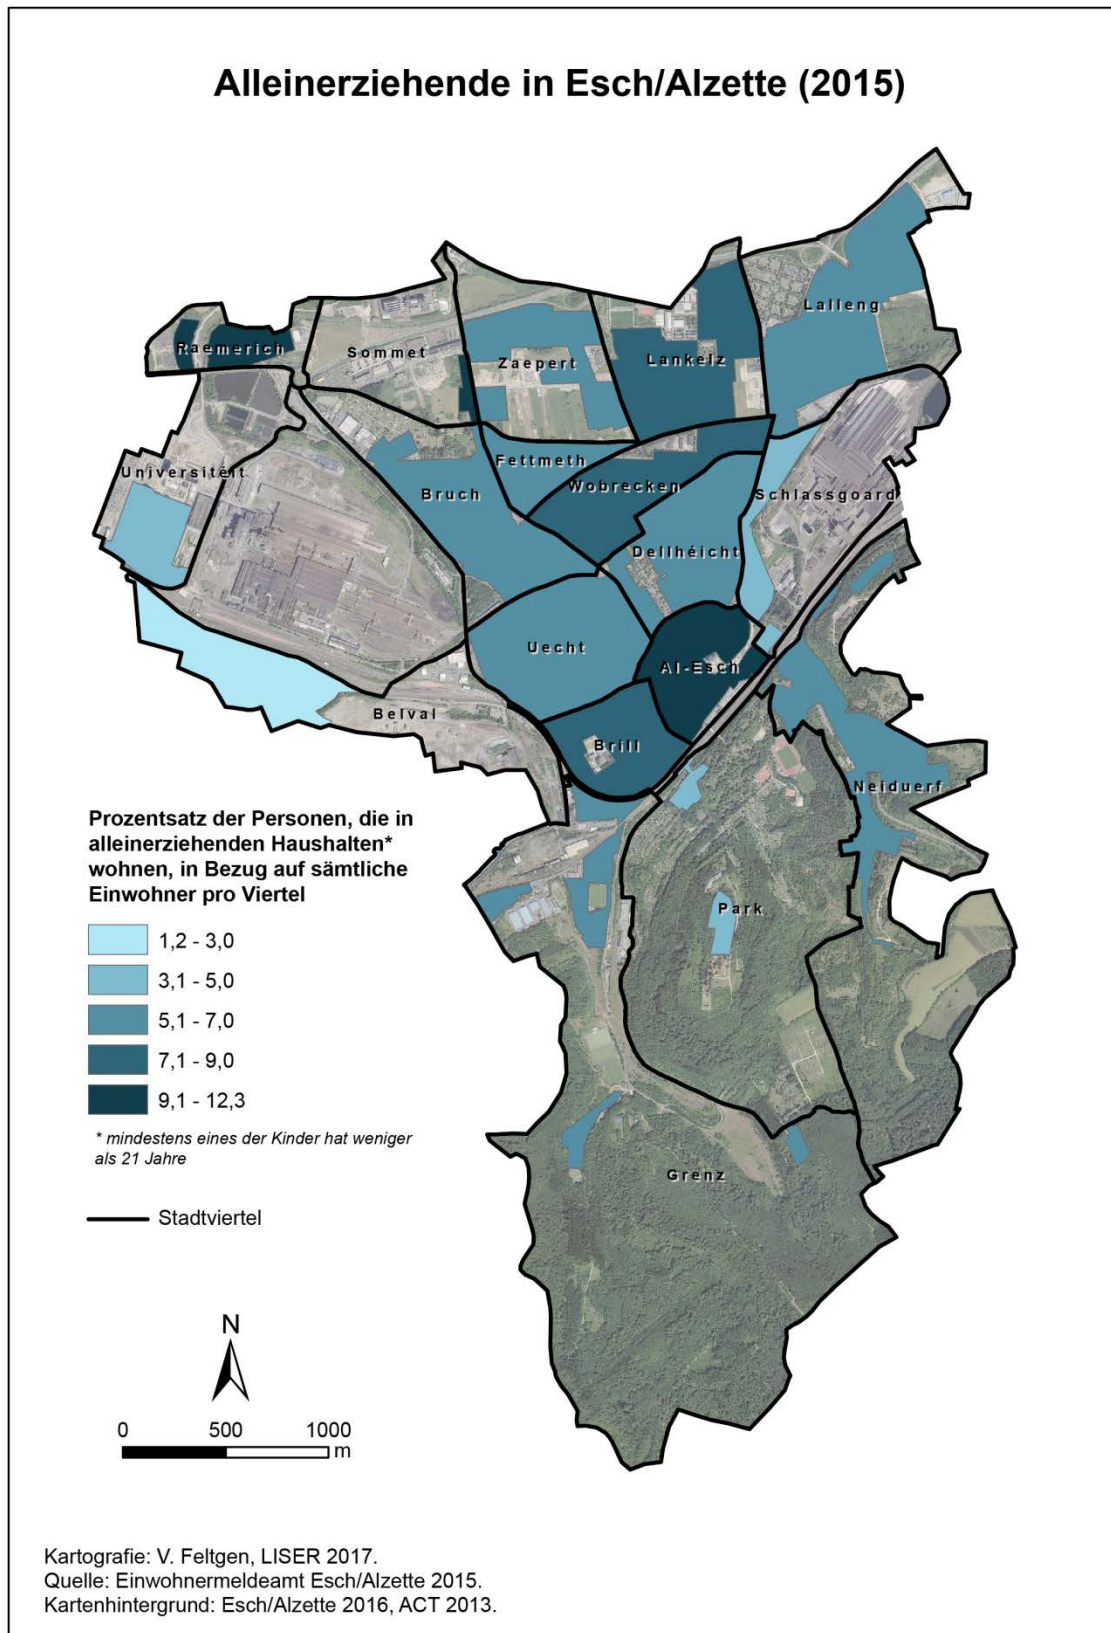 Alleinerziehende in Esch/Alzette (2015)
Lalleng
Raemerich
Sommet
Zaepert
Lankelz
Universitéit
Fettmeth
Bruch
Wobrecken
Schlassgoard
Dellhéicht
Uecht
Al-Esch
Belval
Brill
Neiduerf
Park
Grenz
Prozentsatz der Personen, die in
alleinerziehenden Haushalten*
wohnen, in Bezug auf sämtliche
Einwohner pro Viertel
1,2 - 3,0
3,1 - 5,0
5,1 - 7,0
7,1 - 9,0
9,1 - 12,3
* mindestens eines der Kinder hat weniger
als 21 Jahre
Stadtviertel
N
0 500 1000
m
Kartografie: V. Feltgen, LISER 2017.
Quelle: Einwohnermeldeamt Esch/Alzette 2015.
Kartenhintergrund: Esch/Alzette 2016, ACT 2013.